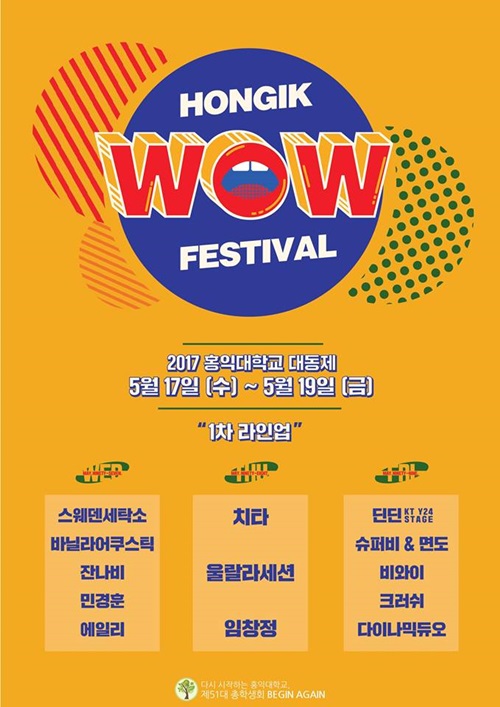 HONGIK
WOW
FESTIVAL
2017 홍익대학교 대동제
5월 17일 (수) ~ 5월 19일 (금)
“1차 라인업”
WED
THU
FRI
스웨덴세탁소
바닐라어쿠스틱
잔나비
민경훈
에일리
치타
울랄라세션
임창정
딘딘 KT Y24 STAGE
슈퍼비 & 면도
비와이
크러쉬
다이나믹듀오
다시 시작하는 홍익대학교,
제51대 총학생회 BEGIN AGAIN